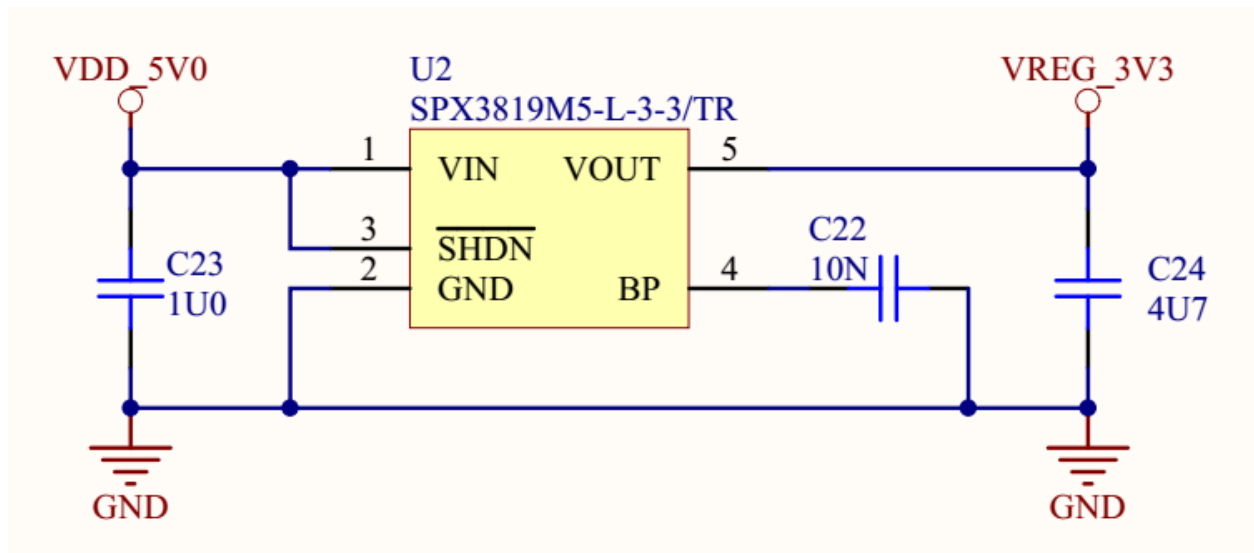 VDD_5V0
U2
VREG_3V3
SPX3819M5-L-3-3/TR
1
VIN
VOUT
5
3
SHDN
C22
10N
2
GND
BP
4
C23
1U0
C24
4U7
GND
GND